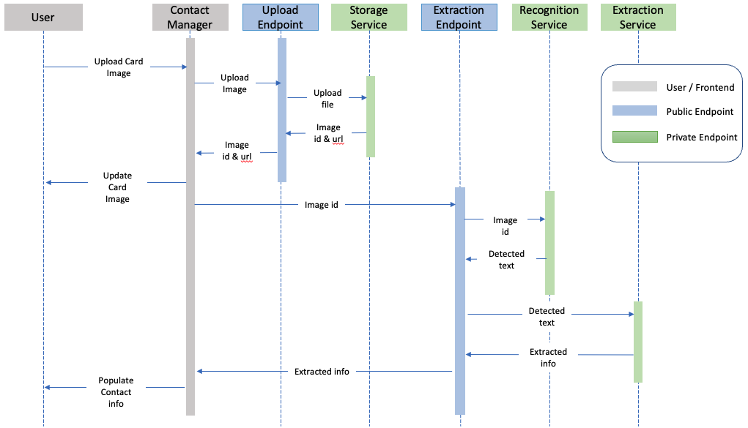 User
Contact
Manager
Upload
Endpoint
Storage
Service
Extraction
Endpoint
Recognition
Service
Extraction
Service
Upload Card
Image
Upload
Image
Upload
file
Image
id & url
Image
id & url
Update
Card
Image
Image id
Image
id
Detected
text
Detected
text
Extracted
info
Extracted info
Populate
Contact
info
User / Frontend
Public Endpoint
Private Endpoint